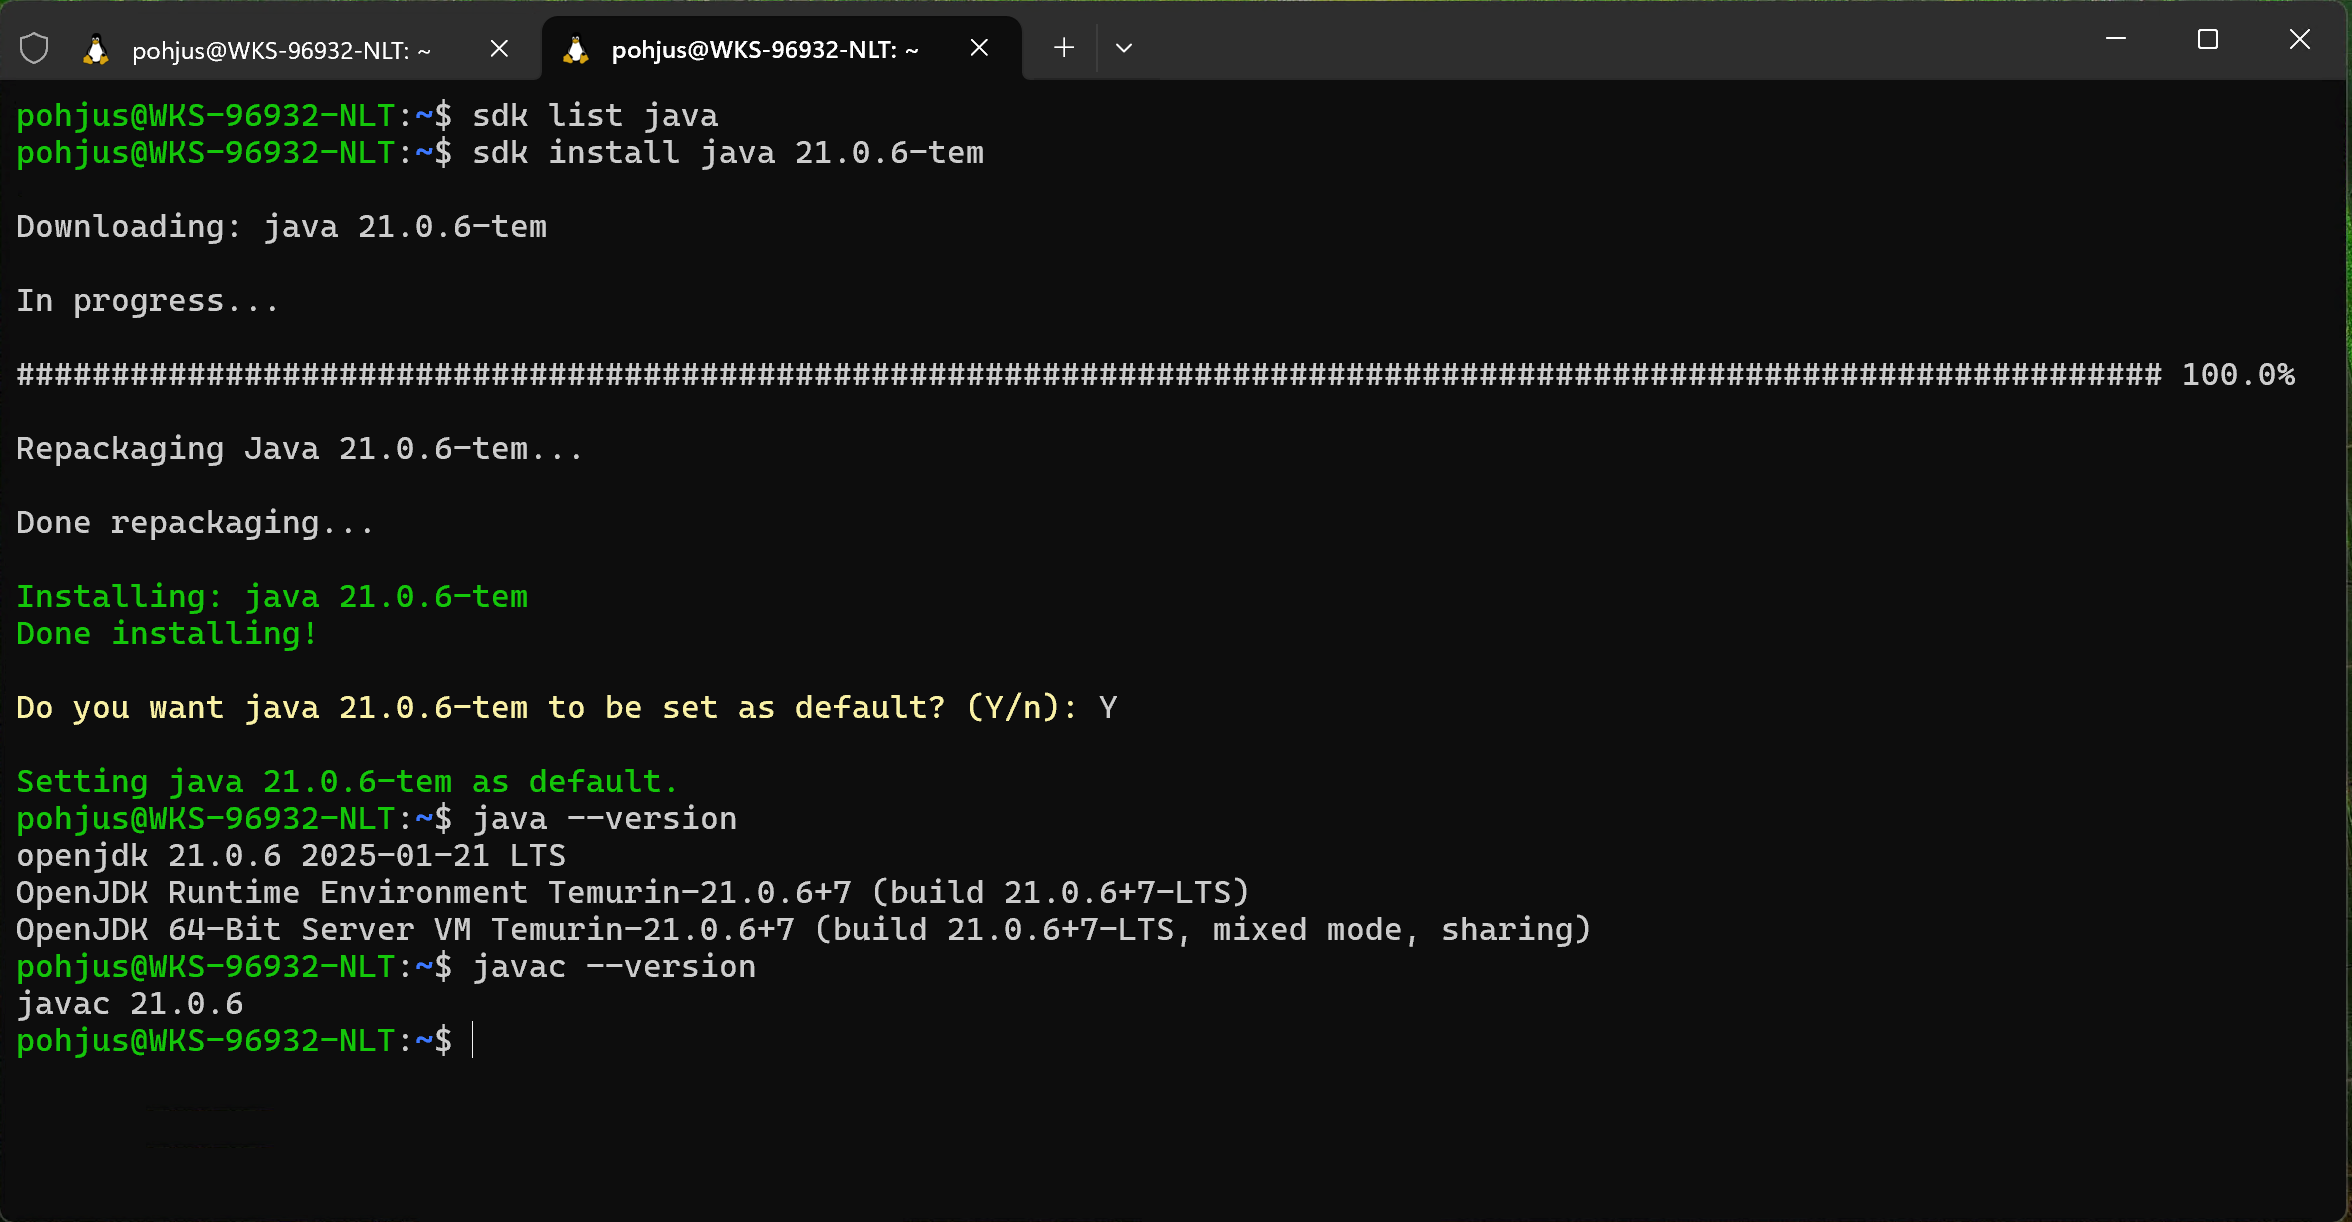 pohjus@WKS-96932-NLT: ~
pohjus@WKS-96932-NLT: ~
pohjus@WKS-96932-NLT:~$ sdk list java
pohjus@WKS-96932-NLT:~$ sdk install java 21.0.6-tem
Downloading: java 21.0.6-tem
In progress...
################################################################################################################# 100.0%
Repackaging Java 21.0.6-tem...
Done repackaging...
Installing: java 21.0.6-tem
Done installing!
Do you want java 21.0.6-tem to be set as default? (Y/n): Y
Setting java 21.0.6-tem as default.
pohjus@WKS-96932-NLT:~$ java --version
openjdk 21.0.6 2025-01-21 LTS
OpenJDK Runtime Environment Temurin-21.0.6+7 (build 21.0.6+7-LTS)
OpenJDK 64-Bit Server VM Temurin-21.0.6+7 (build 21.0.6+7-LTS, mixed mode, sharing)
pohjus@WKS-96932-NLT:~$ javac --version
javac 21.0.6
pohjus@WKS-96932-NLT:~$